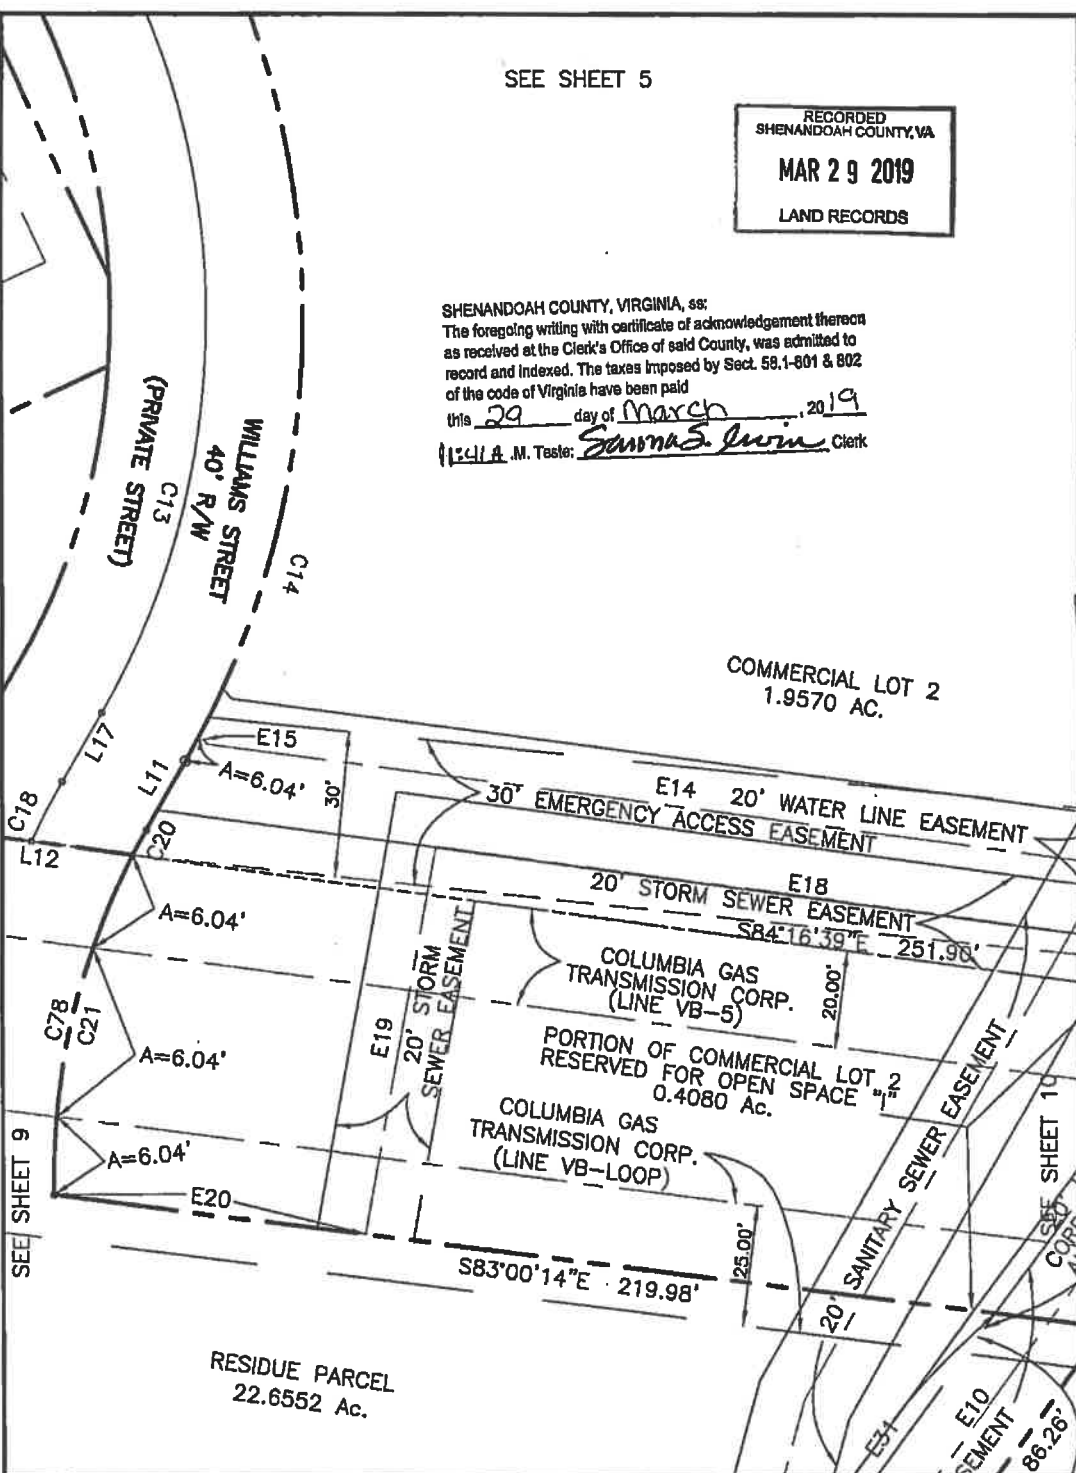 SEE SHEET 5
RECORDED
SHENANDOAH COUNTY, VA
MAR 29 2019
LAND RECORDS
SHENANDOAH COUNTY, VIRGINIA, ss;
The foregoing writing with certificate of acknowledgement thereon
as received at the Clerk's Office of said County, was admitted to
record and indexed. The taxes imposed by Sect. 58.1-801 & 802
of the code of Virginia have been paid
this 29 day of March, 2019
11:41 A.M. Teste: Clerk
C13
(PRIVATE STREET)
WILLIAMS STREET
40' R/W
C14
COMMERCIAL LOT 2
1.9570 AC.
L17
L11
C18
L12
C20
E15
A=6.04'
30'
E14 20' WATER LINE EASEMENT
30' EMERGENCY ACCESS EASEMENT
E18
20' STORM SEWER EASEMENT
S84°16'39"E 251.90'
A=6.04'
COLUMBIA GAS
TRANSMISSION CORP.
(LINE VB-5)
20.00'
E19
20' STORM
SEWER EASEMENT
C78
C21
A=6.04'
PORTION OF COMMERCIAL LOT 2
RESERVED FOR OPEN SPACE "I"
0.4080 Ac.
COLUMBIA GAS
TRANSMISSION CORP.
(LINE VB-LOOP)
A=6.04'
E20
25.00'
S83°00'14"E 219.98'
20' SANITARY SEWER EASEMENT
SEE SHEET 9
SEE SHEET 10
RESIDUE PARCEL
22.6552 Ac.
E31
E10
SEMENT
86.26'